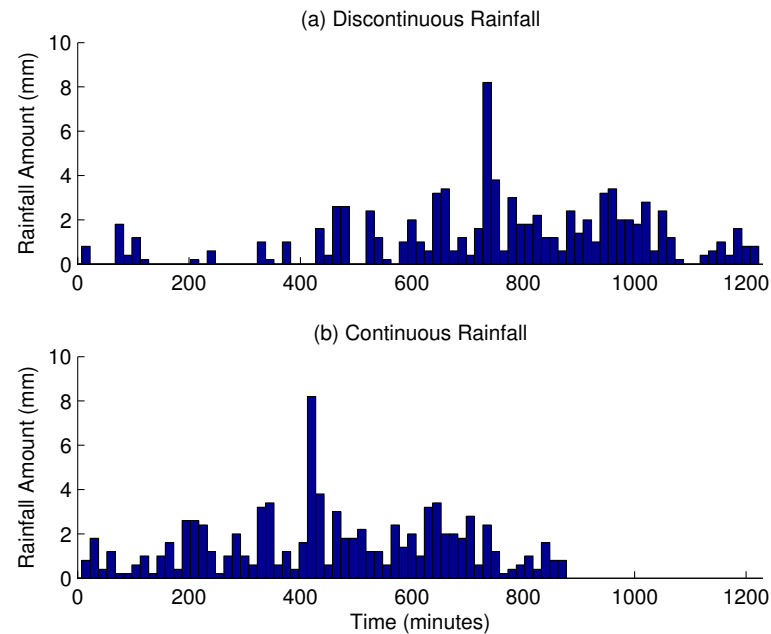 (a) Discontinuous Rainfall
10
8
6
4
2
0
Rainfall Amount (mm)
0 200 400 600 800 1000 1200
(b) Continuous Rainfall
10
8
6
4
2
0
Rainfall Amount (mm)
0 200 400 600 800 1000 1200
Time (minutes)